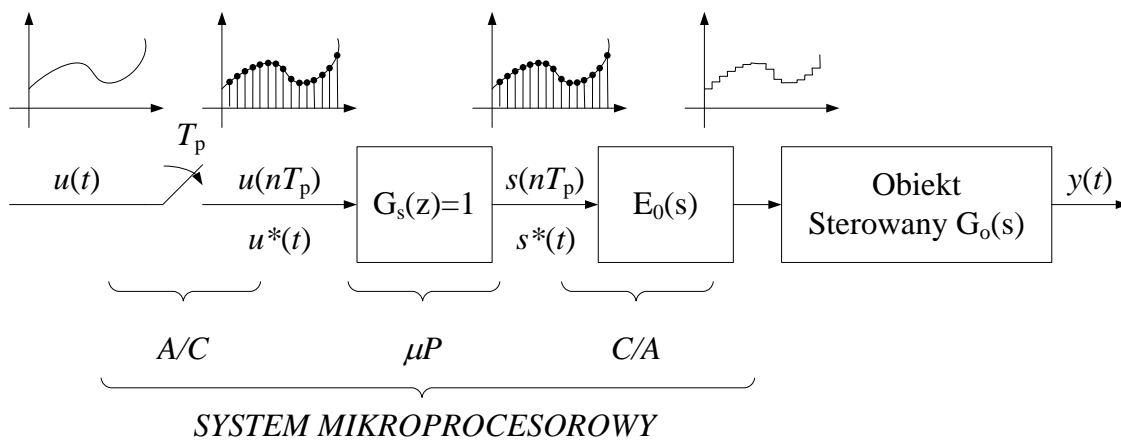 T_p
u(t)
u(nT_p)
u*(t)
G_s(z)=1
s(nT_p)
s*(t)
E_0(s)
Obiekt
Sterowany G_o(s)
y(t)
A/C
μP
C/A
SYSTEM MIKROPROCESOROWY